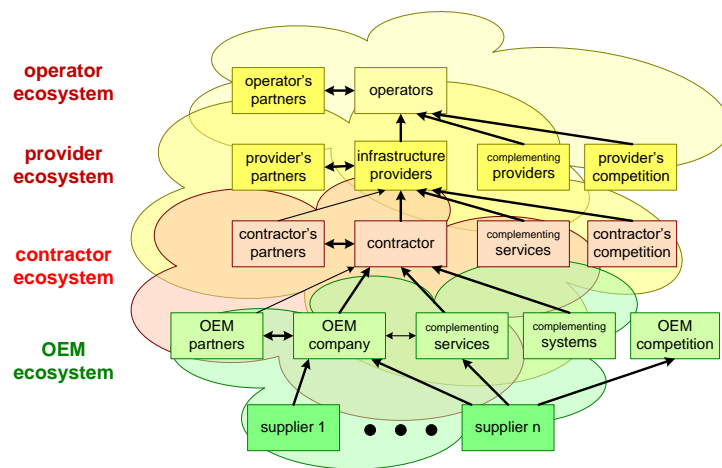 operator
ecosystem
operator's
partners
operators
provider
ecosystem
provider's
partners
infrastructure
providers
complementing
providers
provider's
competition
contractor
ecosystem
contractor's
partners
contractor
complementing
services
contractor's
competition
OEM
ecosystem
OEM
partners
OEM
company
complementing
services
complementing
systems
OEM
competition
supplier 1
supplier n